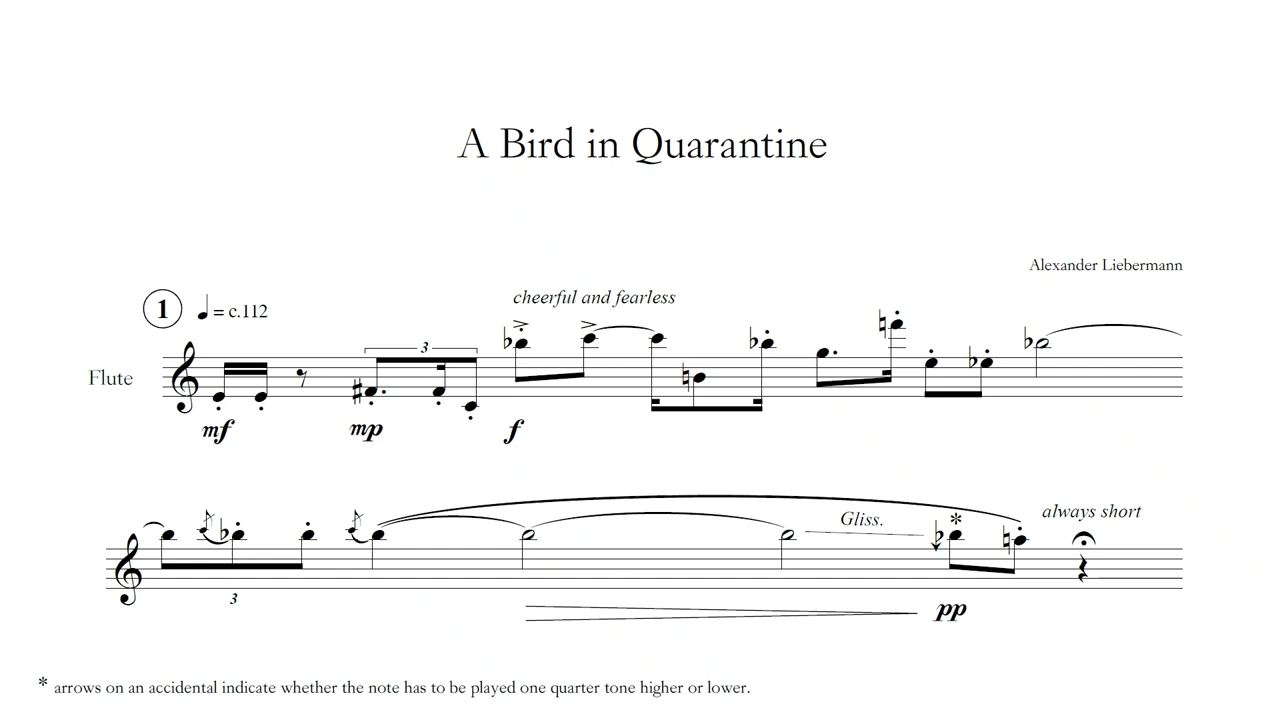 A Bird in Quarantine
Alexander Liebermann
1 ♩ = c.112
cheerful and fearless
3
Flute
mf mp f
Gliss. * always short
3
pp
* arrows on an accidental indicate whether the note has to be played one quarter tone higher or lower.